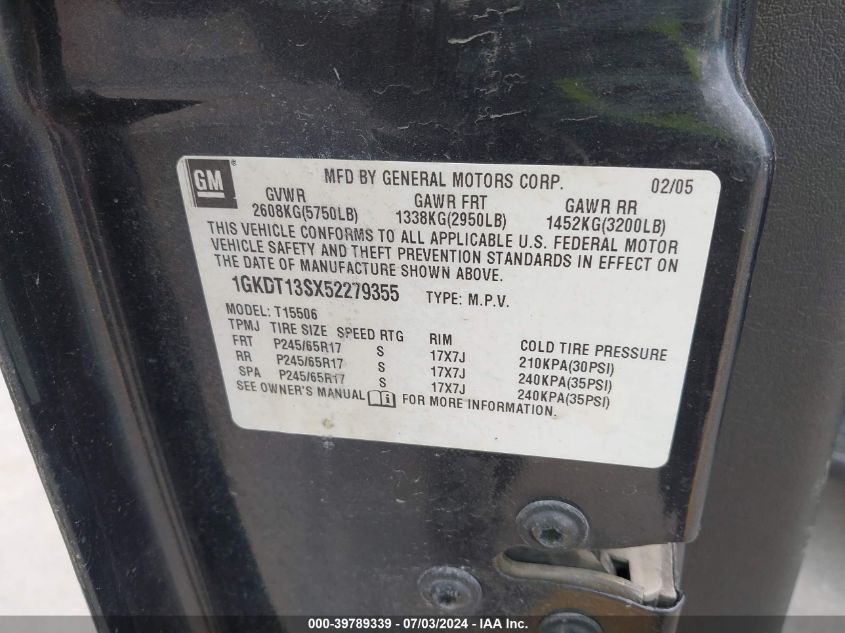 GM ® MFD BY GENERAL MOTORS CORP. 02/05
GVWR GAWR FRT GAWR RR
2608KG(5750LB) 1338KG(2950LB) 1452KG(3200LB)
THIS VEHICLE CONFORMS TO ALL APPLICABLE U.S. FEDERAL MOTOR
VEHICLE SAFETY AND THEFT PREVENTION STANDARDS IN EFFECT ON
THE DATE OF MANUFACTURE SHOWN ABOVE.
1GKDT13SX52279355 TYPE: M.P.V.
MODEL: T15506
TPMJ TIRE SIZE SPEED RTG RIM COLD TIRE PRESSURE
FRT P245/65R17 S 17X7J 210KPA(30PSI)
RR P245/65R17 S 17X7J 240KPA(35PSI)
SPA P245/65R17 S 17X7J 240KPA(35PSI)
SEE OWNER'S MANUAL i FOR MORE INFORMATION.
000-39789339 - 07/03/2024 - IAA Inc.